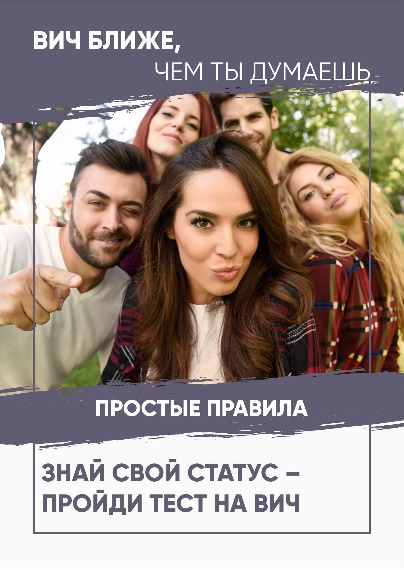 ВИЧ БЛИЖЕ,
ЧЕМ ТЫ ДУМАЕШЬ
ПРОСТЫЕ ПРАВИЛА
ЗНАЙ СВОЙ СТАТУС –
ПРОЙДИ ТЕСТ НА ВИЧ